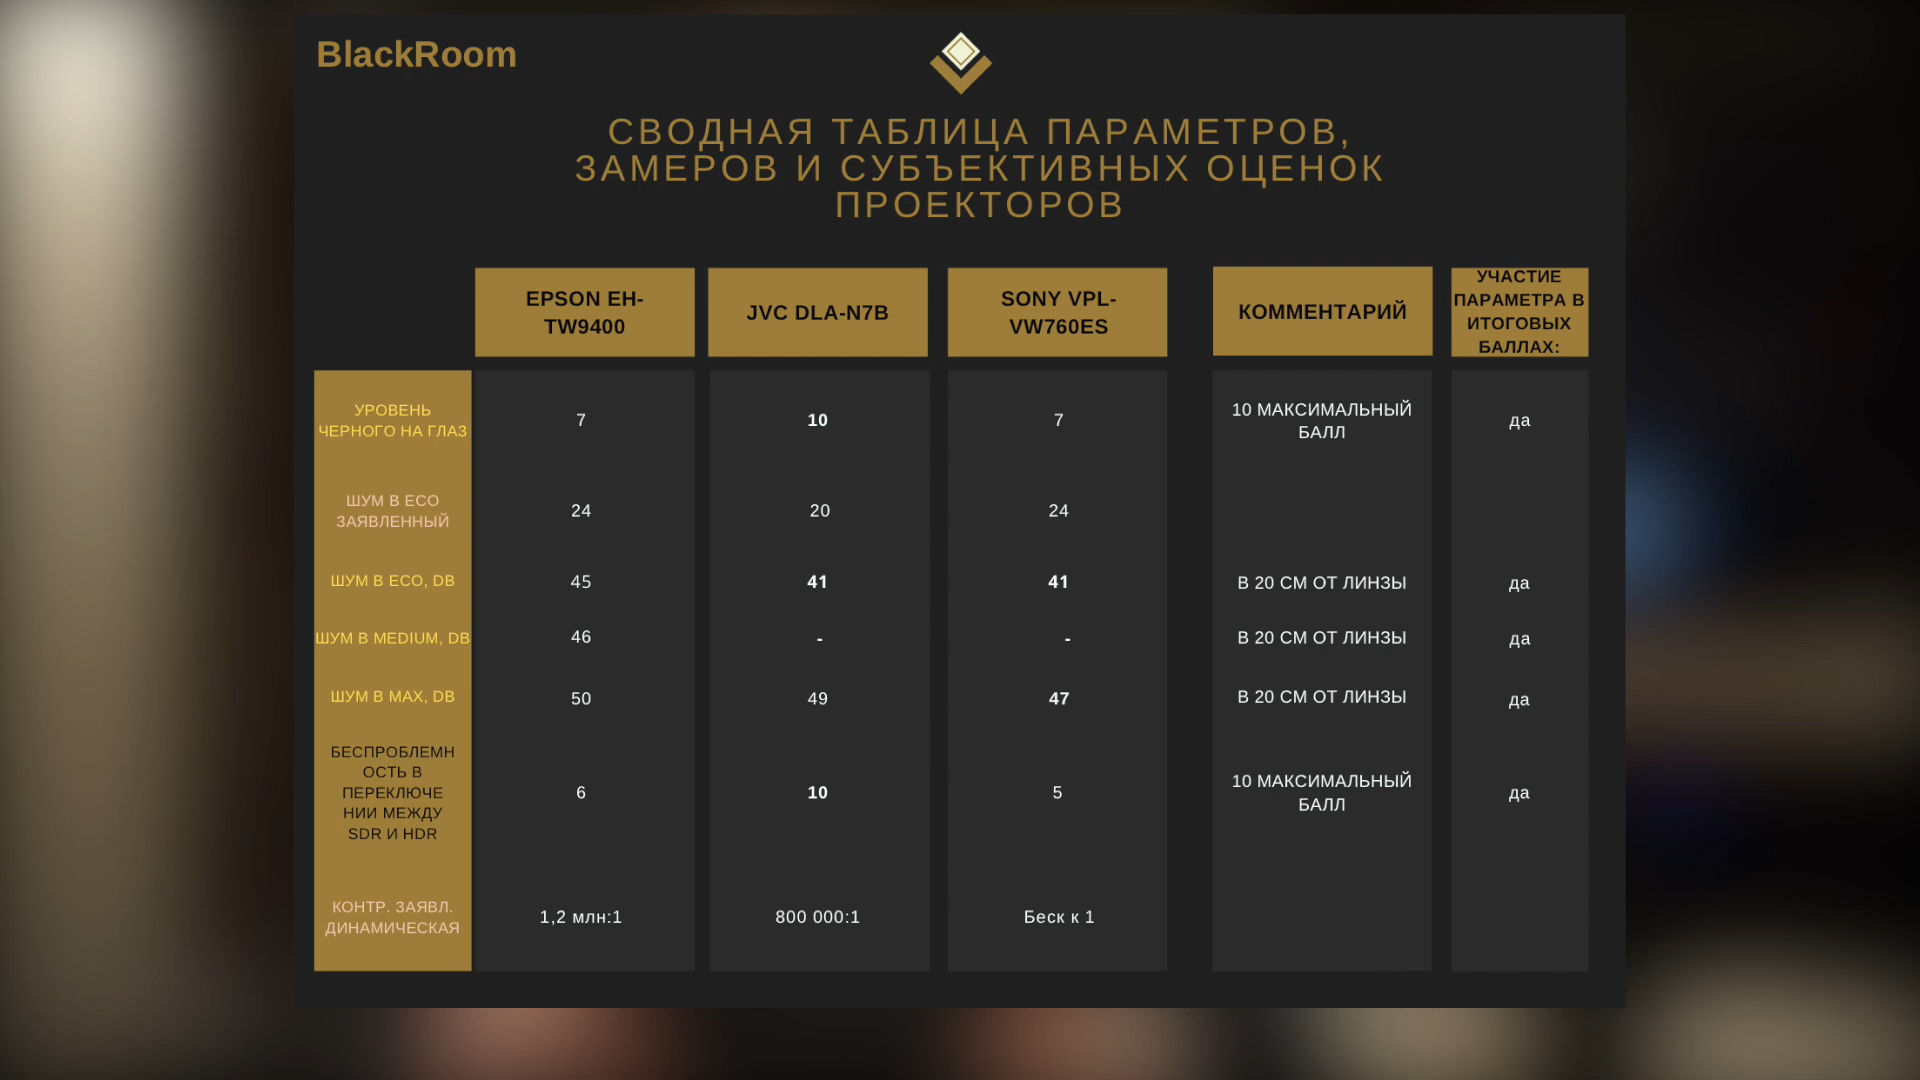 BlackRoom
СВОДНАЯ ТАБЛИЦА ПАРАМЕТРОВ,
ЗАМЕРОВ И СУБЪЕКТИВНЫХ ОЦЕНОК
ПРОЕКТОРОВ
EPSON EH-
TW9400
JVC DLA-N7B
SONY VPL-
VW760ES
КОММЕНТАРИЙ
УЧАСТИЕ
ПАРАМЕТРА В
ИТОГОВЫХ
БАЛЛАХ:
УРОВЕНЬ
ЧЕРНОГО НА ГЛАЗ
7
10
7
10 МАКСИМАЛЬНЫЙ
БАЛЛ
да
ШУМ В ECO
ЗАЯВЛЕННЫЙ
24
20
24
ШУМ В ECO, DB
45
41
41
В 20 СМ ОТ ЛИНЗЫ
да
ШУМ В MEDIUM, DB
46
-
-
В 20 СМ ОТ ЛИНЗЫ
да
ШУМ В MAX, DB
50
49
47
В 20 СМ ОТ ЛИНЗЫ
да
БЕСПРОБЛЕМН
ОСТЬ В
ПЕРЕКЛЮЧЕ
НИИ МЕЖДУ
SDR И HDR
6
10
5
10 МАКСИМАЛЬНЫЙ
БАЛЛ
да
КОНТР. ЗАЯВЛ.
ДИНАМИЧЕСКАЯ
1,2 млн:1
800 000:1
Беск к 1